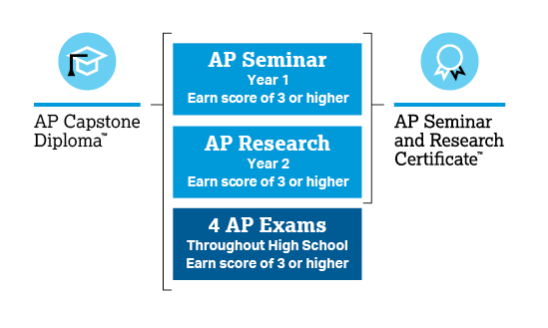 AP Capstone
Diploma™
AP Seminar
Year 1
Earn score of 3 or higher
AP Research
Year 2
Earn score of 3 or higher
4 AP Exams
Throughout High School
Earn score of 3 or higher
AP Seminar
and Research
Certificate™